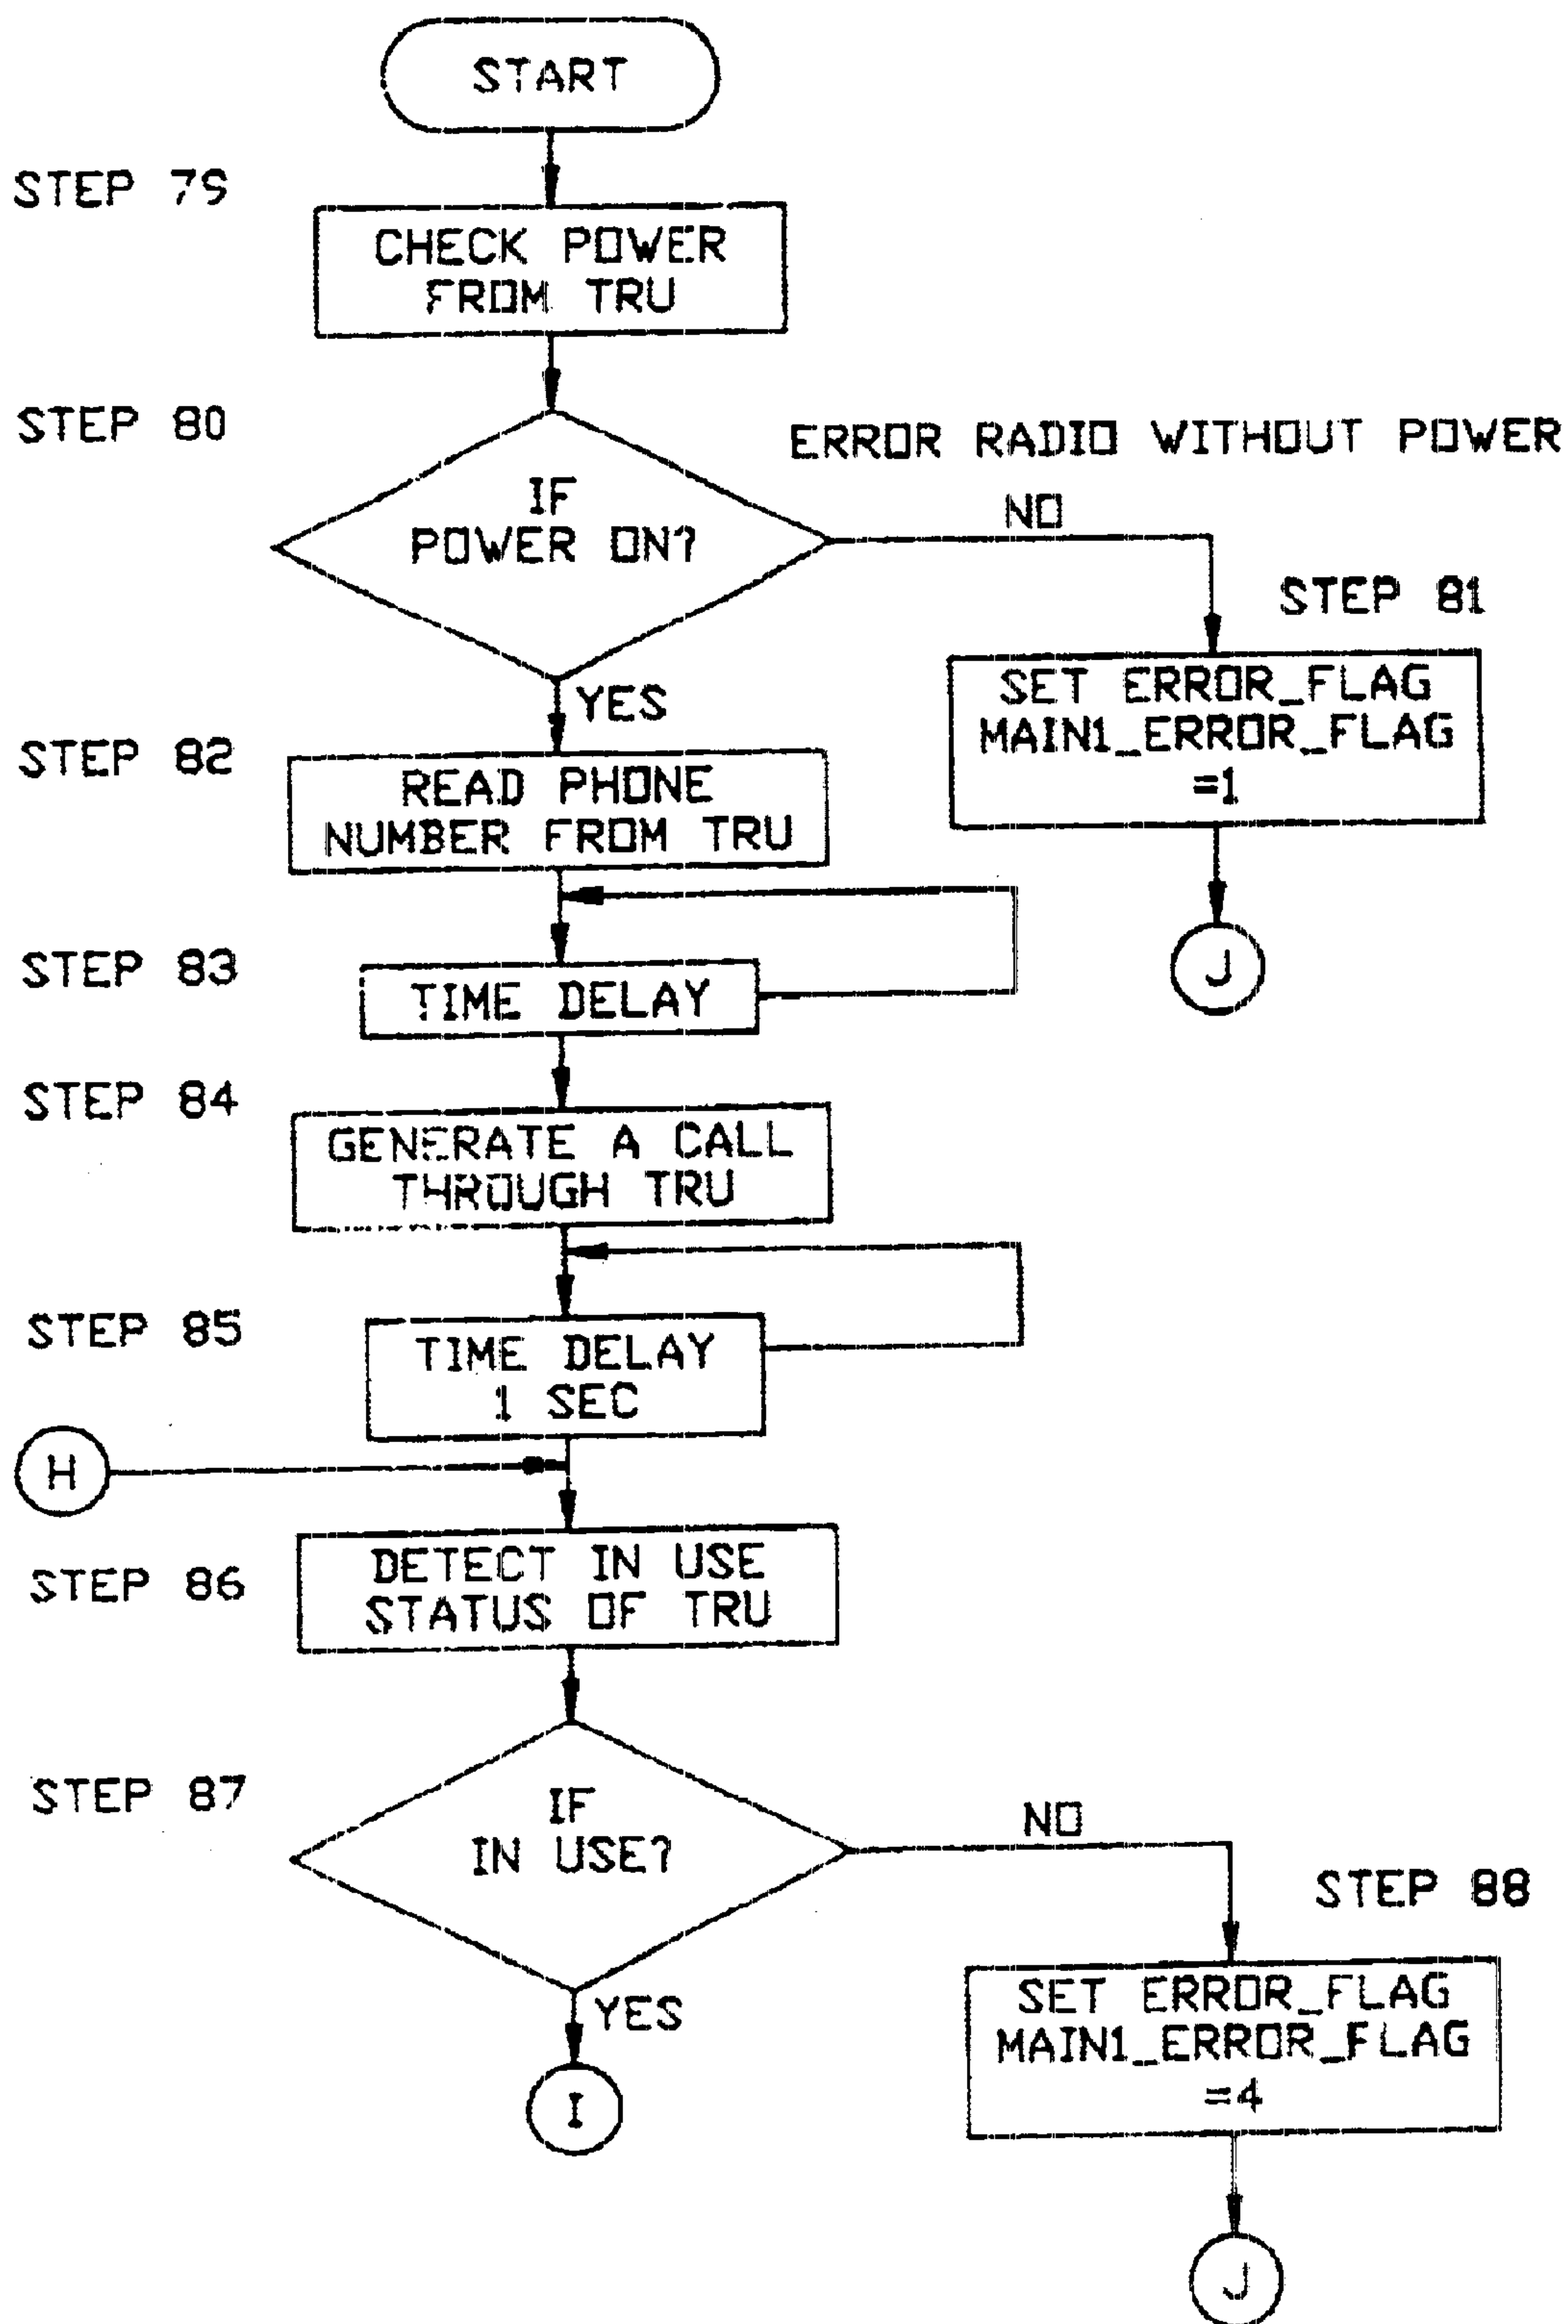 START
STEP 79
CHECK POWER
FROM TRU
STEP 80
ERROR RADIO WITHOUT POWER
IF
POWER ON?
NO
STEP 81
SET ERROR_FLAG
MAIN1_ERROR_FLAG
=1
J
YES
STEP 82
READ PHONE
NUMBER FROM TRU
STEP 83
TIME DELAY
STEP 84
GENERATE A CALL
THROUGH TRU
STEP 85
TIME DELAY
1 SEC
H
STEP 86
DETECT IN USE
STATUS OF TRU
STEP 87
IF
IN USE?
NO
STEP 88
SET ERROR_FLAG
MAIN1_ERROR_FLAG
=4
YES
I
J